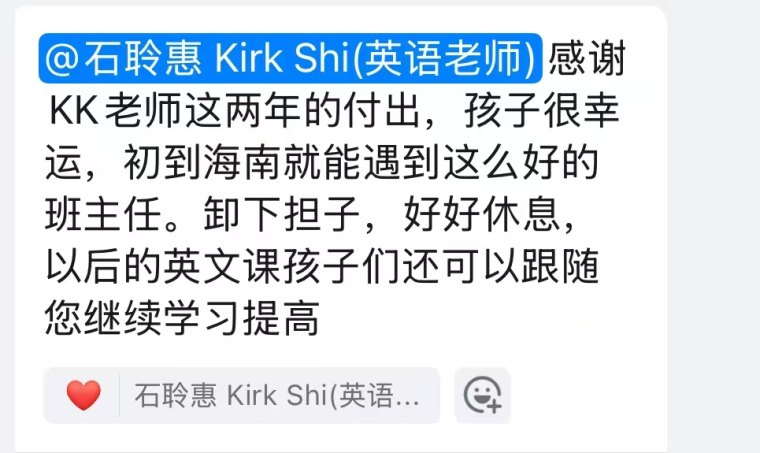 @石聆惠 Kirk Shi(英语老师) 感谢
KK老师这两年的付出，孩子很幸
运，初到海南就能遇到这么好的
班主任。卸下担子，好好休息，
以后的英文课孩子们还可以跟随
您继续学习提高
石聆惠 Kirk Shi(英语...